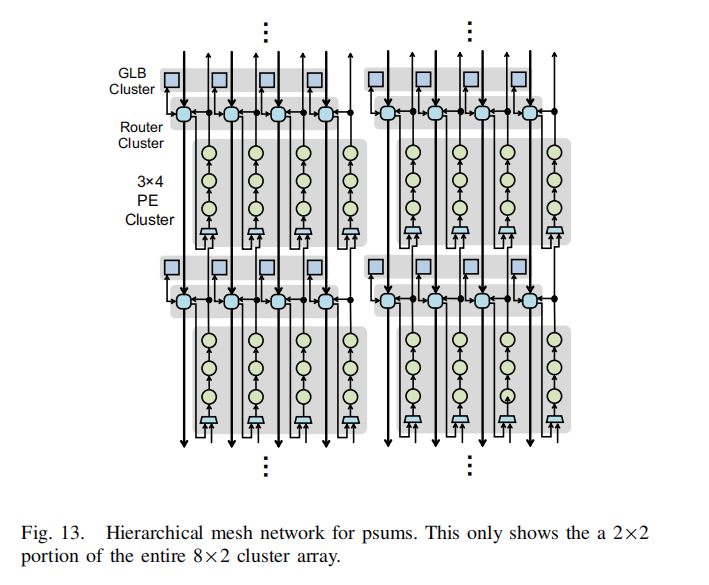 GLB
Cluster
Router
Cluster
3×4
PE
Cluster
Fig. 13. Hierarchical mesh network for psums. This only shows the a 2×2
portion of the entire 8×2 cluster array.